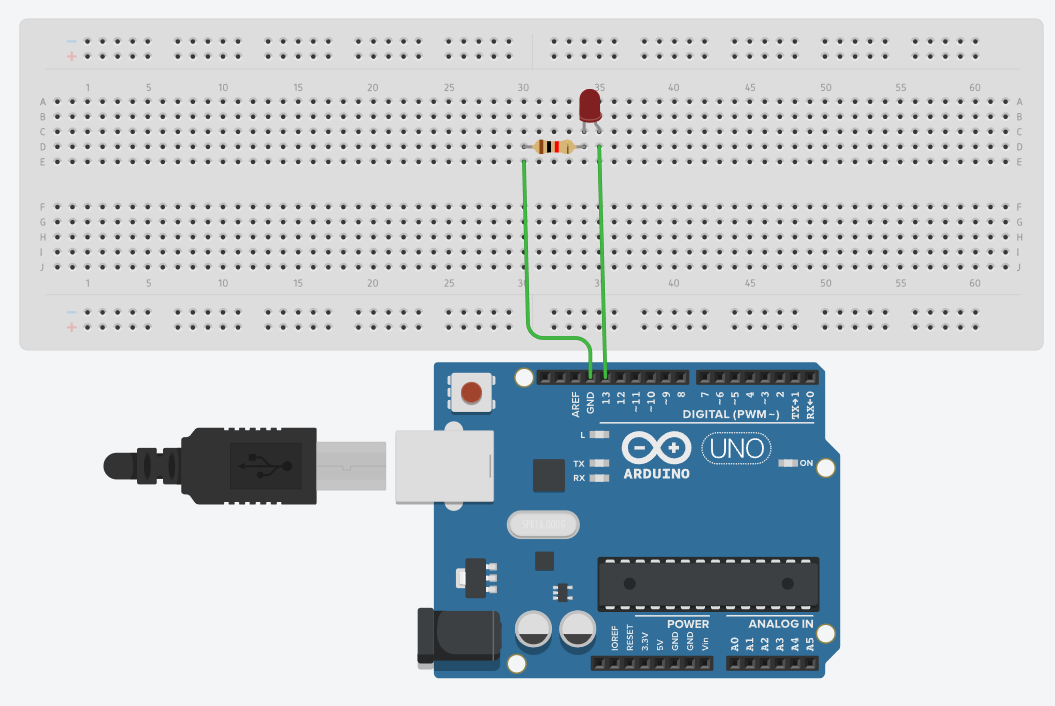 − −
+ +
1 5 10 15 20 25 30 35 40 45 50 55 60
A A
B B
C C
D D
E E
F F
G G
H H
I I
J J
1 5 10 15 20 25 30 35 40 45 50 55 60
−
+
AREF GND 13 12 ~11 ~10 ~9 8 7 ~6 ~5 4 ~3 2 TX→1 RX←0
DIGITAL (PWM~)
L
TX
RX
UNO
ON
ARDUINO
POWER
ANALOG IN
IOREF RESET 3.3V 5V GND GND Vin A0 A1 A2 A3 A4 A5